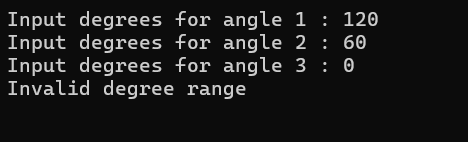 Input degrees for angle 1 : 120
Input degrees for angle 2 : 60
Input degrees for angle 3 : 0
Invalid degree range